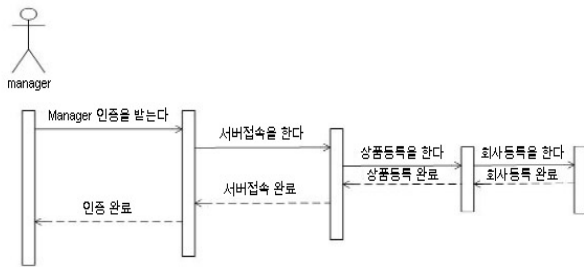 manager
Manager 인증을 받는다
서버접속을 한다
상품등록을 한다 회사등록을 한다
상품등록 완료 회사등록 완료
서버접속 완료
인증 완료